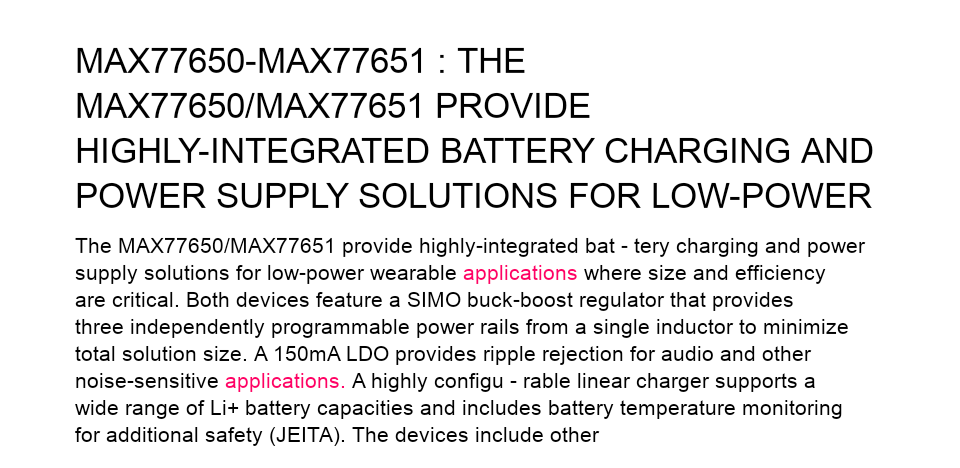 MAX77650-MAX77651 : THE
MAX77650/MAX77651 PROVIDE
HIGHLY-INTEGRATED BATTERY CHARGING AND
POWER SUPPLY SOLUTIONS FOR LOW-POWER
The MAX77650/MAX77651 provide highly-integrated bat - tery charging and power
supply solutions for low-power wearable applications where size and efficiency
are critical. Both devices feature a SIMO buck-boost regulator that provides
three independently programmable power rails from a single inductor to minimize
total solution size. A 150mA LDO provides ripple rejection for audio and other
noise-sensitive applications. A highly configu - rable linear charger supports a
wide range of Li+ battery capacities and includes battery temperature monitoring
for additional safety (JEITA). The devices include other